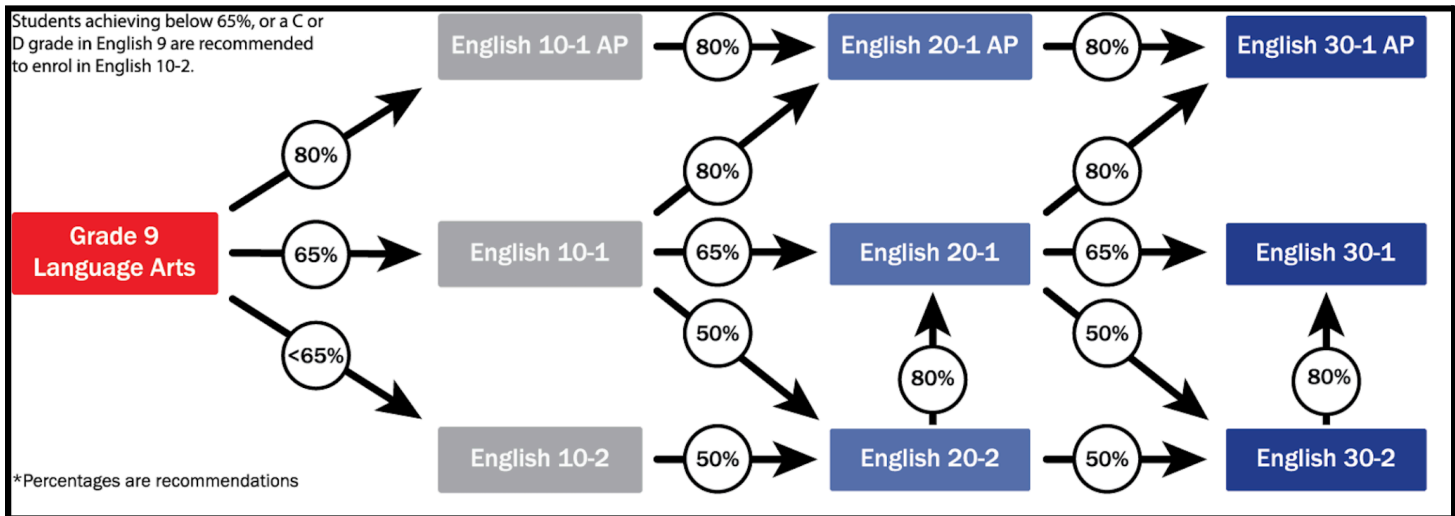 Students achieving below 65%, or a C or
D grade in English 9 are recommended
to enrol in English 10-2.
English 10-1 AP
80%
English 20-1 AP
80%
English 30-1 AP
80%
80%
80%
Grade 9
Language Arts
65%
English 10-1
65%
English 20-1
65%
English 30-1
<65%
50%
80%
50%
80%
English 10-2
50%
English 20-2
50%
English 30-2
*Percentages are recommendations